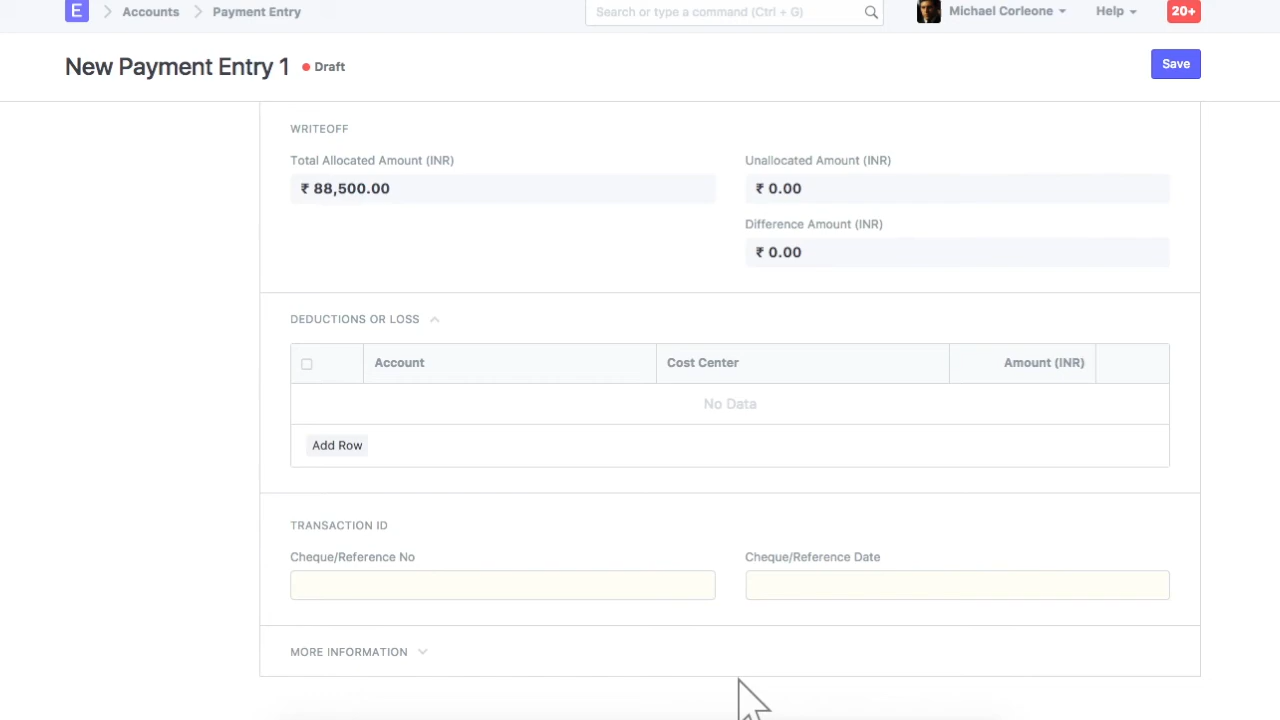 E Accounts Payment Entry Search or type a command (Ctrl + G) Michael Corleone Help 20+
New Payment Entry 1 Draft Save
WRITEOFF
Total Allocated Amount (INR) Unallocated Amount (INR)
₹ 88,500.00 ₹ 0.00
Difference Amount (INR)
₹ 0.00
DEDUCTIONS OR LOSS
Account Cost Center Amount (INR)
No Data
Add Row
TRANSACTION ID
Cheque/Reference No Cheque/Reference Date
MORE INFORMATION